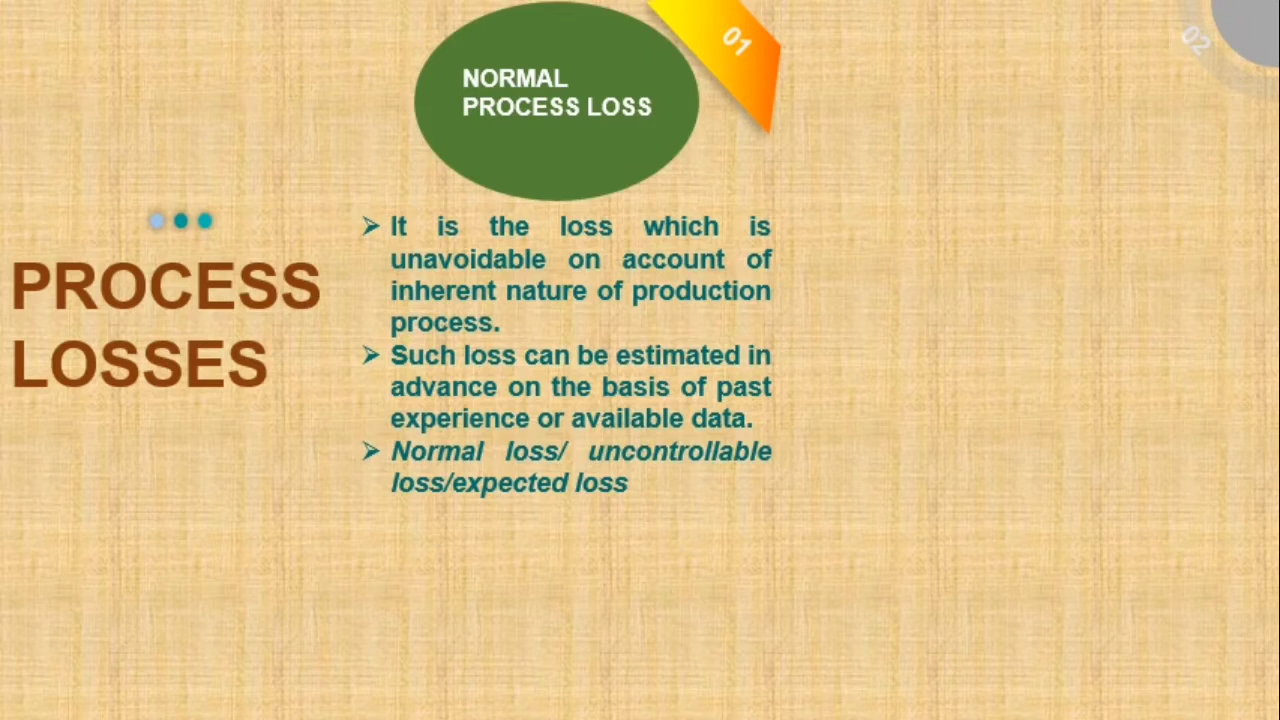 01
02
NORMAL
PROCESS LOSS
PROCESS
LOSSES
It is the loss which is
unavoidable on account of
inherent nature of production
process.
Such loss can be estimated in
advance on the basis of past
experience or available data.
Normal loss/ uncontrollable
loss/expected loss